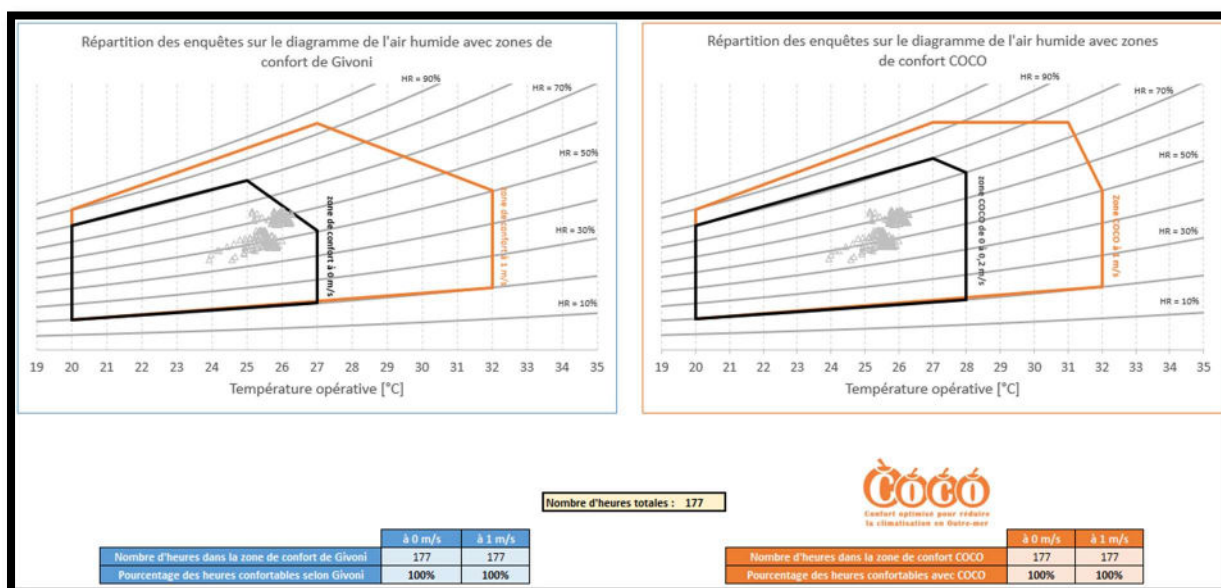 Répartition des enquêtes sur le diagramme de l'air humide avec zones de
confort de Givoni
HR = 90%
HR = 70%
HR = 50%
HR = 30%
HR = 10%
zone de confort à 0 m/s
zone de confort à 1 m/s
19 20 21 22 23 24 25 26 27 28 29 30 31 32 33 34 35
Température opérative [°C]
Répartition des enquêtes sur le diagramme de l'air humide avec zones
de confort COCO
HR = 90%
HR = 70%
HR = 50%
HR = 30%
HR = 10%
zone COCO de 0 à 0,2 m/s
zone COCO à 1 m/s
19 20 21 22 23 24 25 26 27 28 29 30 31 32 33 34 35
Température opérative [°C]
Nombre d'heures totales : 177
COCO
Confort optimisé pour réduire
la climatisation en Outre-mer
à 0 m/s à 1 m/s
Nombre d'heures dans la zone de confort de Givoni 177 177
Pourcentage des heures confortables selon Givoni 100% 100%
à 0 m/s à 1 m/s
Nombre d'heures dans la zone de confort COCO 177 177
Pourcentage des heures confortables avec COCO 100% 100%